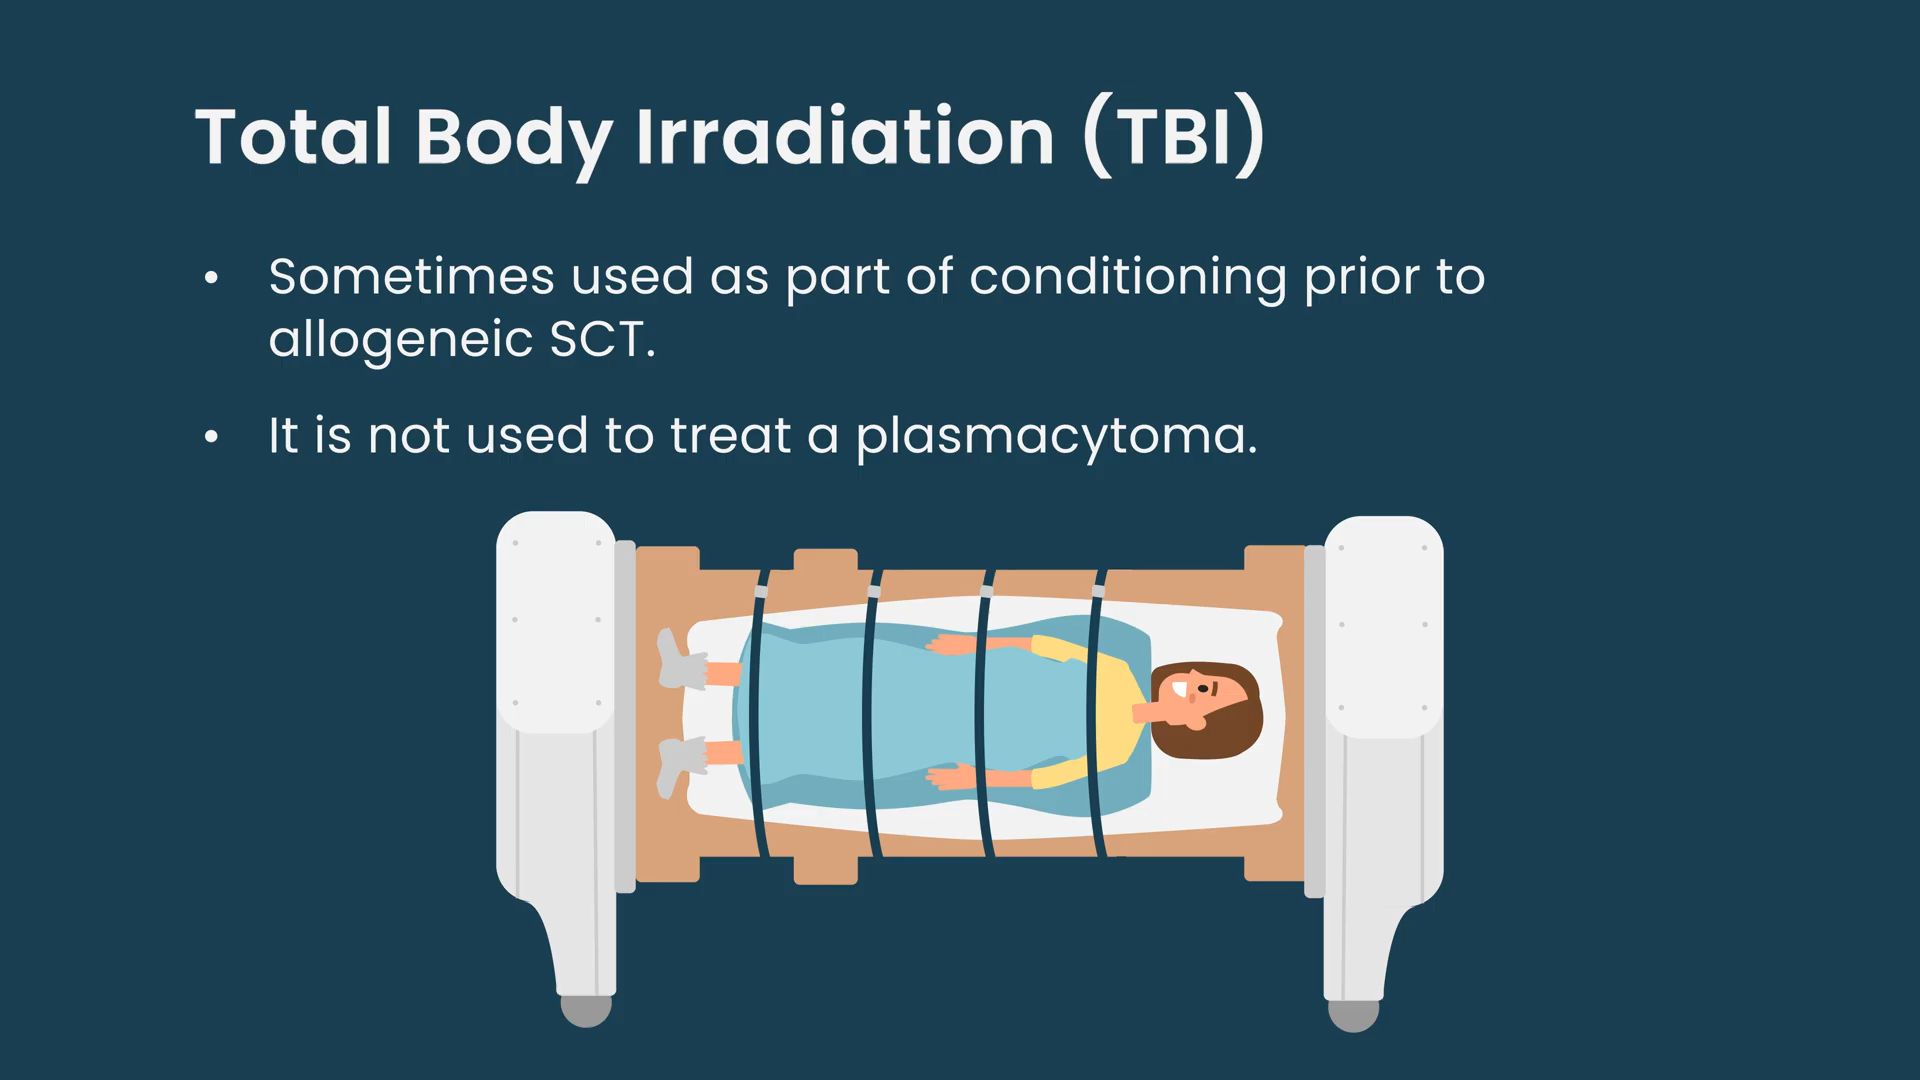 Total Body Irradiation (TBI)
• Sometimes used as part of conditioning prior to
allogeneic SCT.
• It is not used to treat a plasmacytoma.